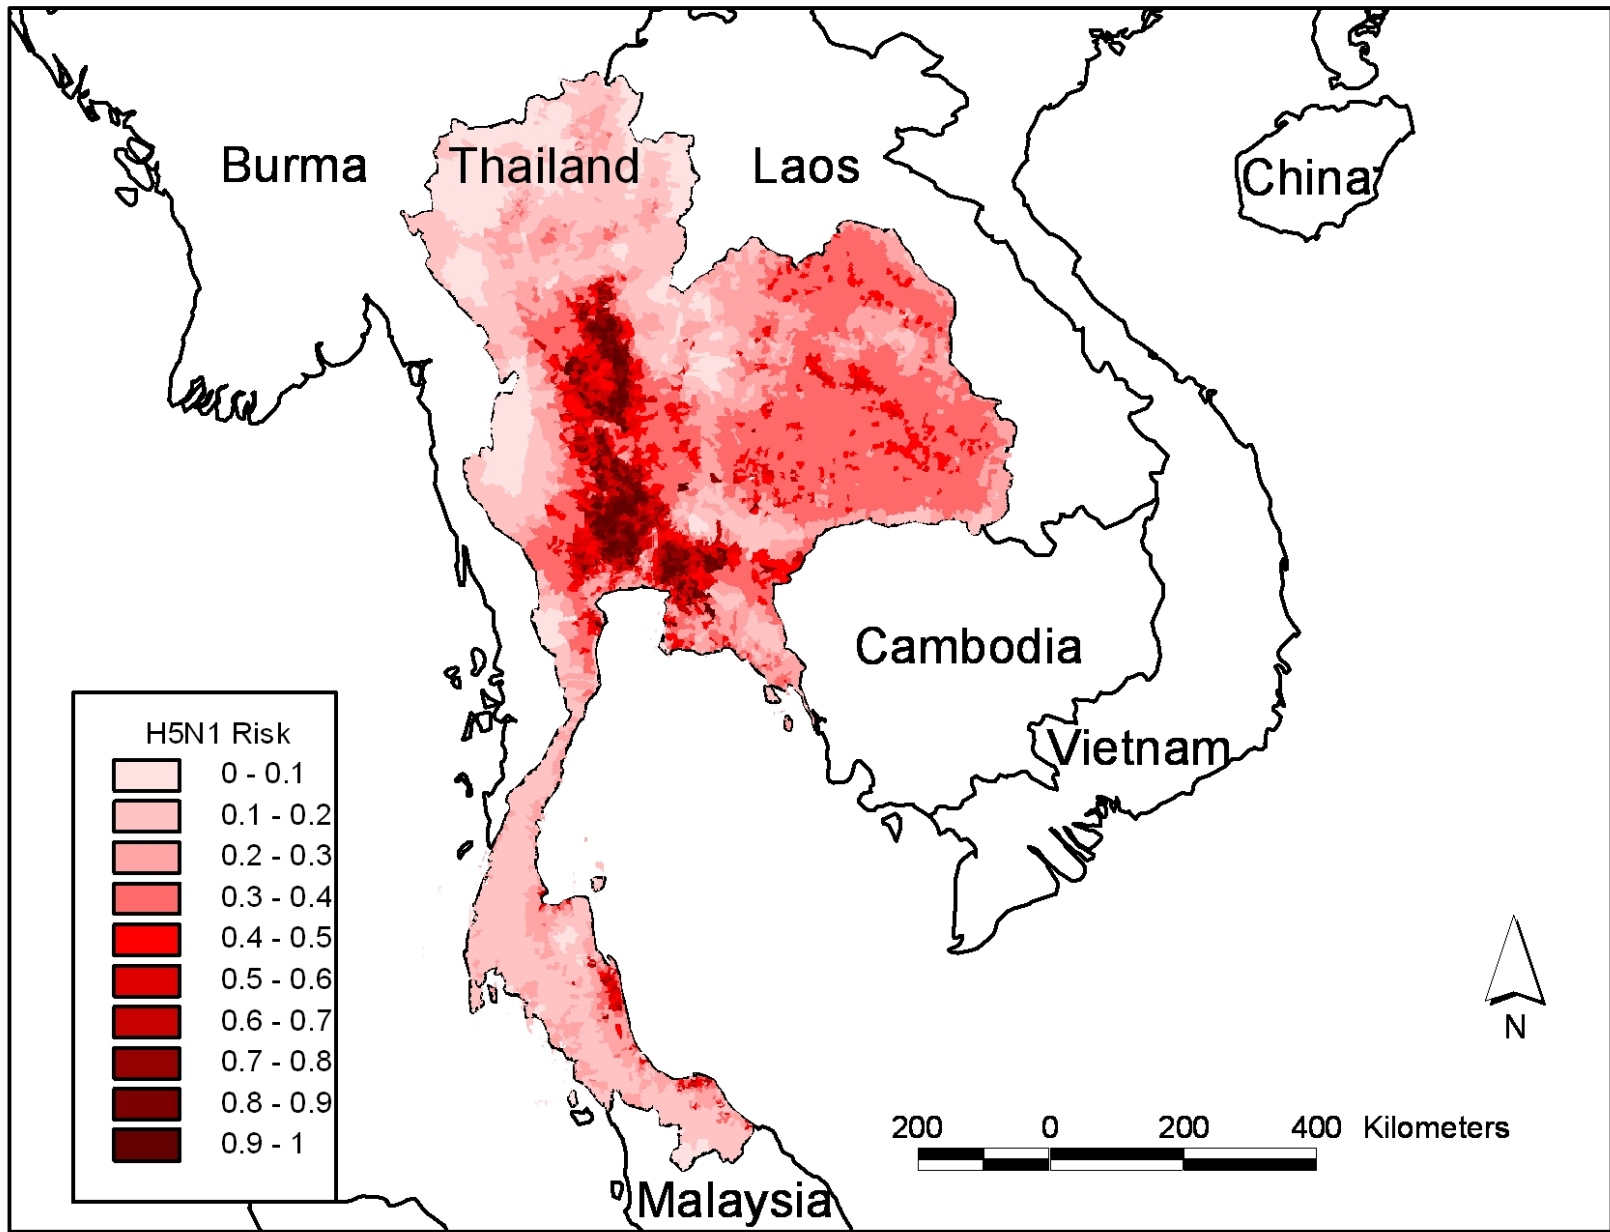 Burma
Thailand
Laos
China
Cambodia
Vietnam
H5N1 Risk
0 - 0.1
0.1 - 0.2
0.2 - 0.3
0.3 - 0.4
0.4 - 0.5
0.5 - 0.6
0.6 - 0.7
0.7 - 0.8
0.8 - 0.9
0.9 - 1
N
200 0 200 400 Kilometers
Malaysia